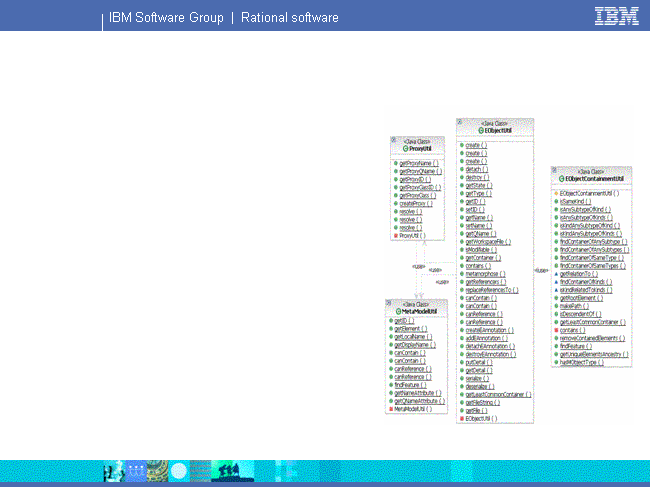 IBM Software Group | Rational software
IBM
«Java Class»
ProxyUtil
getProxyName ( )
getProxyQName ( )
getProxyID ( )
getProxyClassID ( )
getProxyClass ( )
createProxy ( )
resolve ( )
resolve ( )
resolve ( )
ProxyUtil ( )
«Java Class»
EObjectUtil
create ( )
create ( )
create ( )
detach ( )
destroy ( )
getState ( )
getType ( )
getID ( )
setID ( )
getName ( )
setName ( )
getQName ( )
getWorkspaceFile ( )
isModifiable ( )
getContainer ( )
contains ( )
metamorphose ( )
getReferencers ( )
replaceReferencesTo ( )
canContain ( )
canContain ( )
canReference ( )
canReference ( )
createEAnnotation ( )
addEAnnotation ( )
detachEAnnotation ( )
destroyEAnnotation ( )
putDetail ( )
getDetail ( )
serialize ( )
deserialize ( )
getLeastCommonContainer ( )
getFileString ( )
getFile ( )
EObjectUtil ( )
«Java Class»
EObjectContainmentUtil
EObjectContainmentUtil ( )
isSameKind ( )
isAnySubtypeOfKind ( )
isAnySubtypeOfKinds ( )
isKindAnySubtypeOfKind ( )
isKindAnySubtypeOfKinds ( )
findContainerOfAnySubtype ( )
findContainerOfAnySubtypes ( )
findContainerOfSameType ( )
findContainerOfSameTypes ( )
getRelationTo ( )
findContainerOfKinds ( )
isKindRelatedToKinds ( )
getRootElement ( )
makePath ( )
isDescendentOf ( )
getLeastCommonContainer ( )
contains ( )
removeContainedElements ( )
findFeature ( )
getUniqueElementsAncestry ( )
hasMObjectType ( )
«use»
«use»
«use»
«use»
«Java Class»
MetaModelUtil
getID ( )
getElement ( )
getLocalName ( )
getDisplayName ( )
canContain ( )
canContain ( )
canReference ( )
canReference ( )
findFeature ( )
getNameAttribute ( )
getQNameAttribute ( )
MetaModelUtil ( )